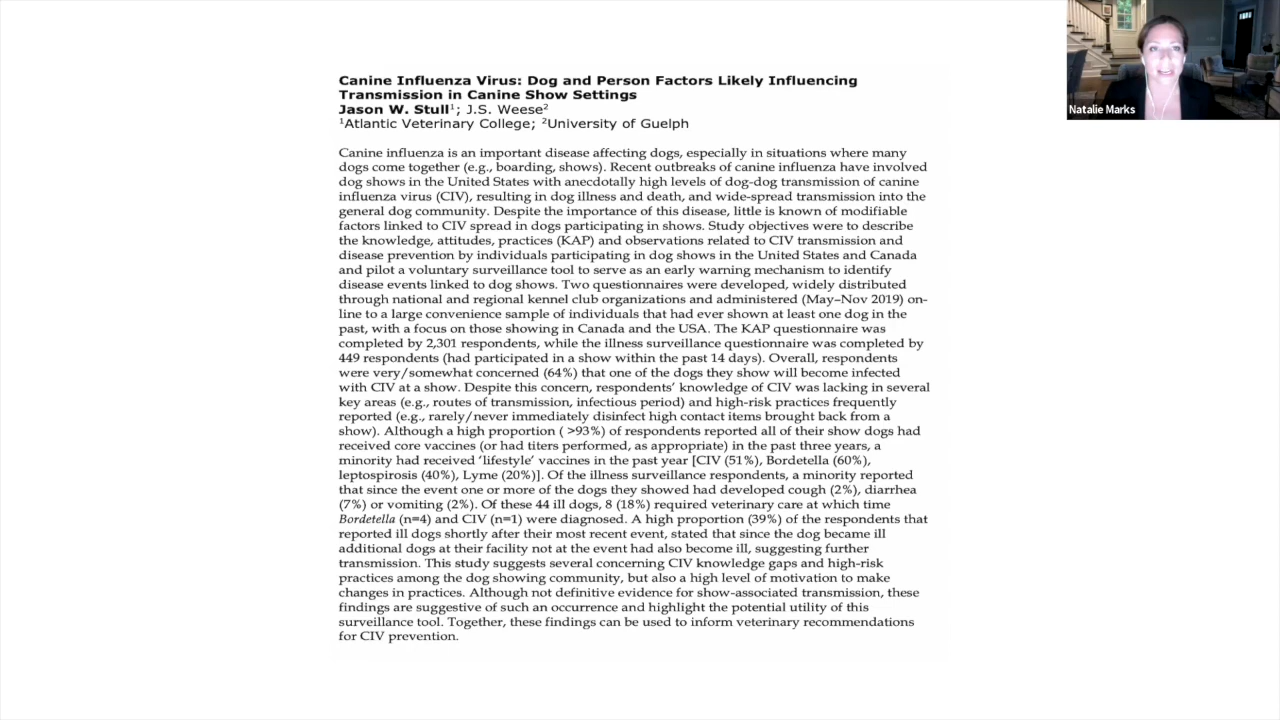 Canine Influenza Virus: Dog and Person Factors Likely Influencing
Transmission in Canine Show Settings
Jason W. Stull¹; J.S. Weese²
¹Atlantic Veterinary College; ²University of Guelph
Canine influenza is an important disease affecting dogs, especially in situations where many
dogs come together (e.g., boarding, shows). Recent outbreaks of canine influenza have involved
dog shows in the United States with anecdotally high levels of dog-dog transmission of canine
influenza virus (CIV), resulting in dog illness and death, and wide-spread transmission into the
general dog community. Despite the importance of this disease, little is known of modifiable
factors linked to CIV spread in dogs participating in shows. Study objectives were to describe
the knowledge, attitudes, practices (KAP) and observations related to CIV transmission and
disease prevention by individuals participating in dog shows in the United States and Canada
and pilot a voluntary surveillance tool to serve as an early warning mechanism to identify
disease events linked to dog shows. Two questionnaires were developed, widely distributed
through national and regional kennel club organizations and administered (May–Nov 2019) on-
line to a large convenience sample of individuals that had ever shown at least one dog in the
past, with a focus on those showing in Canada and the USA. The KAP questionnaire was
completed by 2,301 respondents, while the illness surveillance questionnaire was completed by
449 respondents (had participated in a show within the past 14 days). Overall, respondents
were very/somewhat concerned (64%) that one of the dogs they show will become infected
with CIV at a show. Despite this concern, respondents' knowledge of CIV was lacking in several
key areas (e.g., routes of transmission, infectious period) and high-risk practices frequently
reported (e.g., rarely/never immediately disinfect high contact items brought back from a
show). Although a high proportion ( >93%) of respondents reported all of their show dogs had
received core vaccines (or had titers performed, as appropriate) in the past three years, a
minority had received 'lifestyle' vaccines in the past year [CIV (51%), Bordetella (60%),
leptospirosis (40%), Lyme (20%)]. Of the illness surveillance respondents, a minority reported
that since the event one or more of the dogs they showed had developed cough (2%), diarrhea
(7%) or vomiting (2%). Of these 44 ill dogs, 8 (18%) required veterinary care at which time
Bordetella (n=4) and CIV (n=1) were diagnosed. A high proportion (39%) of the respondents that
reported ill dogs shortly after their most recent event, stated that since the dog became ill
additional dogs at their facility not at the event had also become ill, suggesting further
transmission. This study suggests several concerning CIV knowledge gaps and high-risk
practices among the dog showing community, but also a high level of motivation to make
changes in practices. Although not definitive evidence for show-associated transmission, these
findings are suggestive of such an occurrence and highlight the potential utility of this
surveillance tool. Together, these findings can be used to inform veterinary recommendations
for CIV prevention.
Natalie Marks